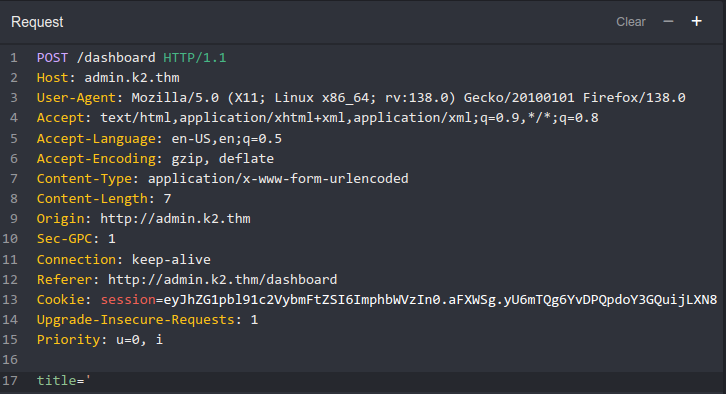 Request Clear − +
1 POST /dashboard HTTP/1.1
2 Host: admin.k2.thm
3 User-Agent: Mozilla/5.0 (X11; Linux x86_64; rv:138.0) Gecko/20100101 Firefox/138.0
4 Accept: text/html,application/xhtml+xml,application/xml;q=0.9,*/*;q=0.8
5 Accept-Language: en-US,en;q=0.5
6 Accept-Encoding: gzip, deflate
7 Content-Type: application/x-www-form-urlencoded
8 Content-Length: 7
9 Origin: http://admin.k2.thm
10 Sec-GPC: 1
11 Connection: keep-alive
12 Referer: http://admin.k2.thm/dashboard
13 Cookie: session=eyJhZG1pbl91c2VybmFtZSI6ImphbWVzIn0.aFXWSg.yU6mTQg6YvDPQpdoY3GQuijLXN8
14 Upgrade-Insecure-Requests: 1
15 Priority: u=0, i
16
17 title='